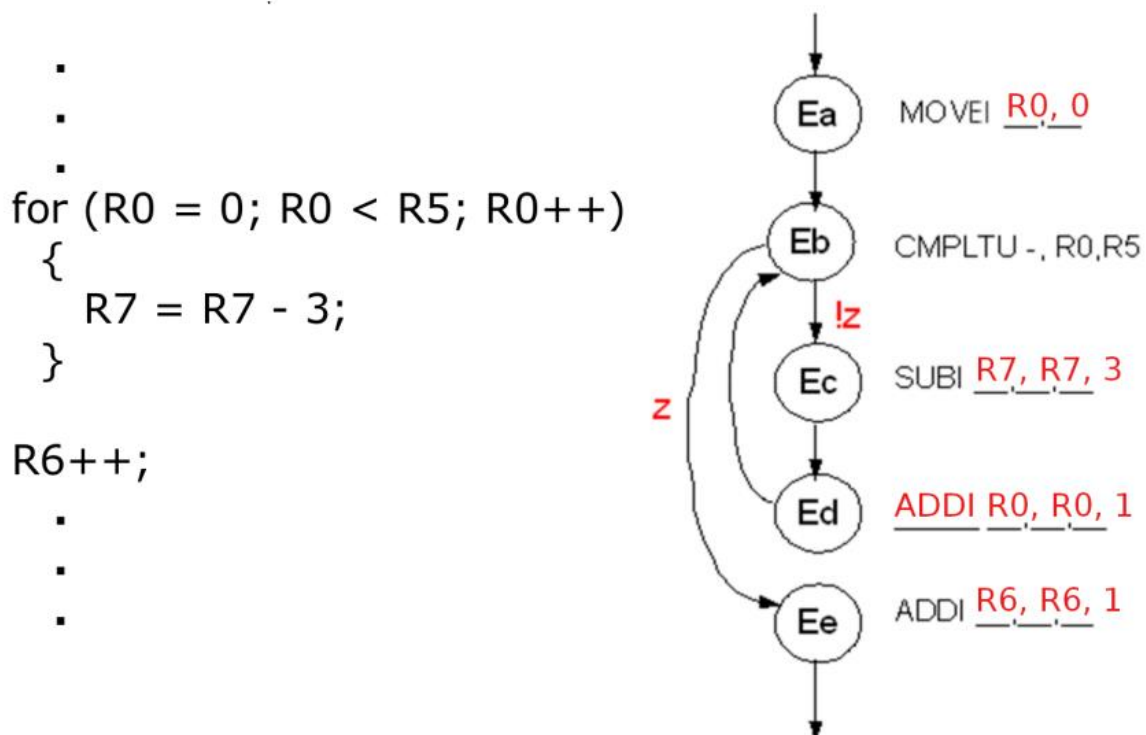 .
.
.
for (R0 = 0; R0 < R5; R0++)
{
R7 = R7 - 3;
}
R6++;
.
.
.
Ea MOVEI R0, 0
Eb CMPLTU -, R0,R5
!z
Ec SUBI R7, R7, 3
z
Ed ADDI R0, R0, 1
Ee ADDI R6, R6, 1